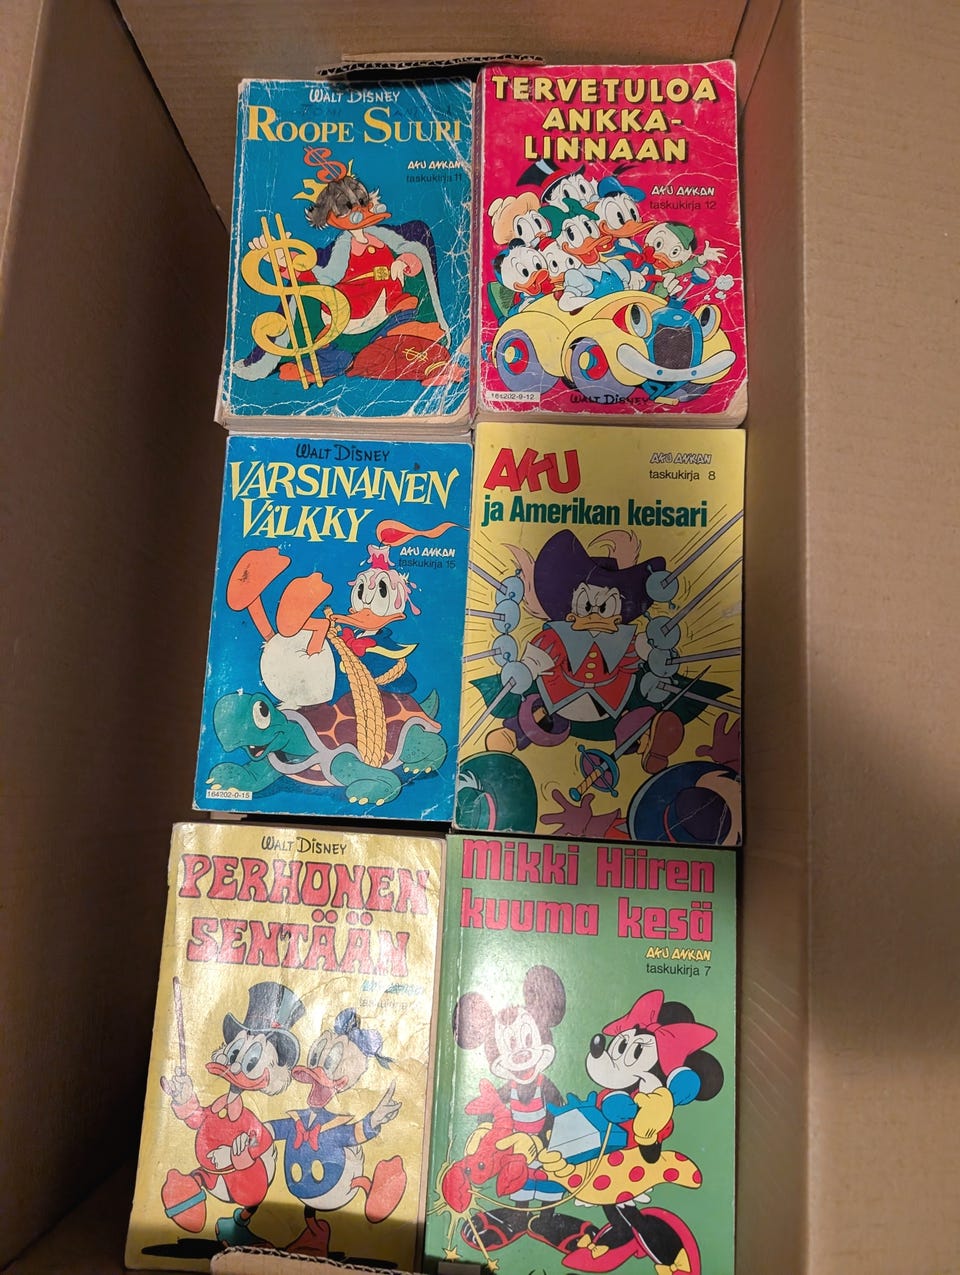 WALT DISNEY
ROOPE SUURI
AKU ANKAN
taskukirja 11
TERVETULOA
ANKKA-
LINNAAN
AKU ANKAN
taskukirja 12
164202-9-12
WALT DISNEY
WALT DISNEY
VARSINAINEN
VÄLKKY
AKU ANKAN
taskukirja 15
164202-0-15
AKU
ja Amerikan keisari
AKU ANKAN
taskukirja 8
WALT DISNEY
PERHONEN
SENTÄÄN
Mikki Hiiren
kuuma kesä
AKU ANKAN
taskukirja 7